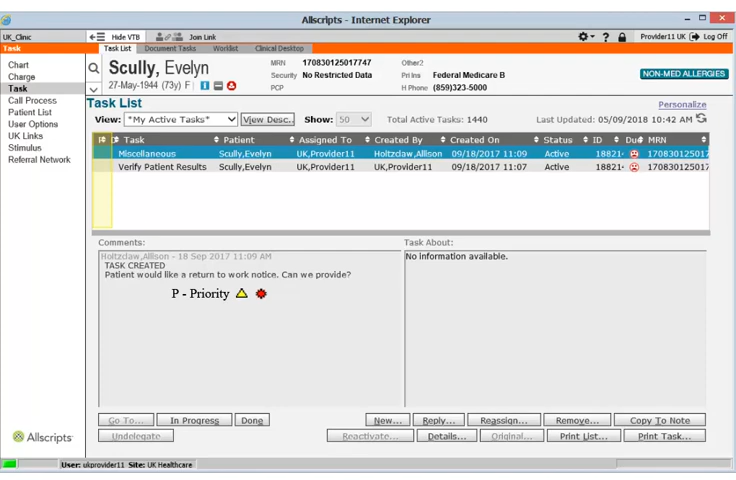 Allscripts - Internet Explorer
UK_Clinic
Hide VTB
Join Link
Provider11 UK
Log Off
Task
Task List
Document Tasks
Worklist
Clinical Desktop
Chart
Charge
Task
Call Process
Patient List
User Options
UK Links
Stimulus
Referral Network
Scully, Evelyn
27-May-1944 (73y) F
MRN 170830125017747
Security No Restricted Data
PCP
Other2
Pri Ins Federal Medicare B
H Phone (859)323-5000
NON-MED ALLERGIES
Task List
Personalize
View: *My Active Tasks* View Desc.. Show: 50 Total Active Tasks: 1440 Last Updated: 05/09/2018 10:42 AM
Task Patient Assigned To Created By Created On Status ID Due MRN
Miscellaneous Scully,Evelyn UK,Provider11 Holtzclaw,Allison 09/18/2017 11:09 Active 18821 170830125017
Verify Patient Results Scully,Evelyn UK,Provider11 UK,Provider11 09/18/2017 11:07 Active 18821 170830125017
Comments:
Task About:
Holtzclaw,Allison - 18 Sep 2017 11:09 AM
TASK CREATED
Patient would like a return to work notice. Can we provide?
No information available.
P - Priority
Go To... In Progress Done New... Reply... Reassign... Remove... Copy To Note
Undelegate Reactivate... Details... Original... Print List... Print Task...
Allscripts
User: ukprovider11 Site: UK Healthcare